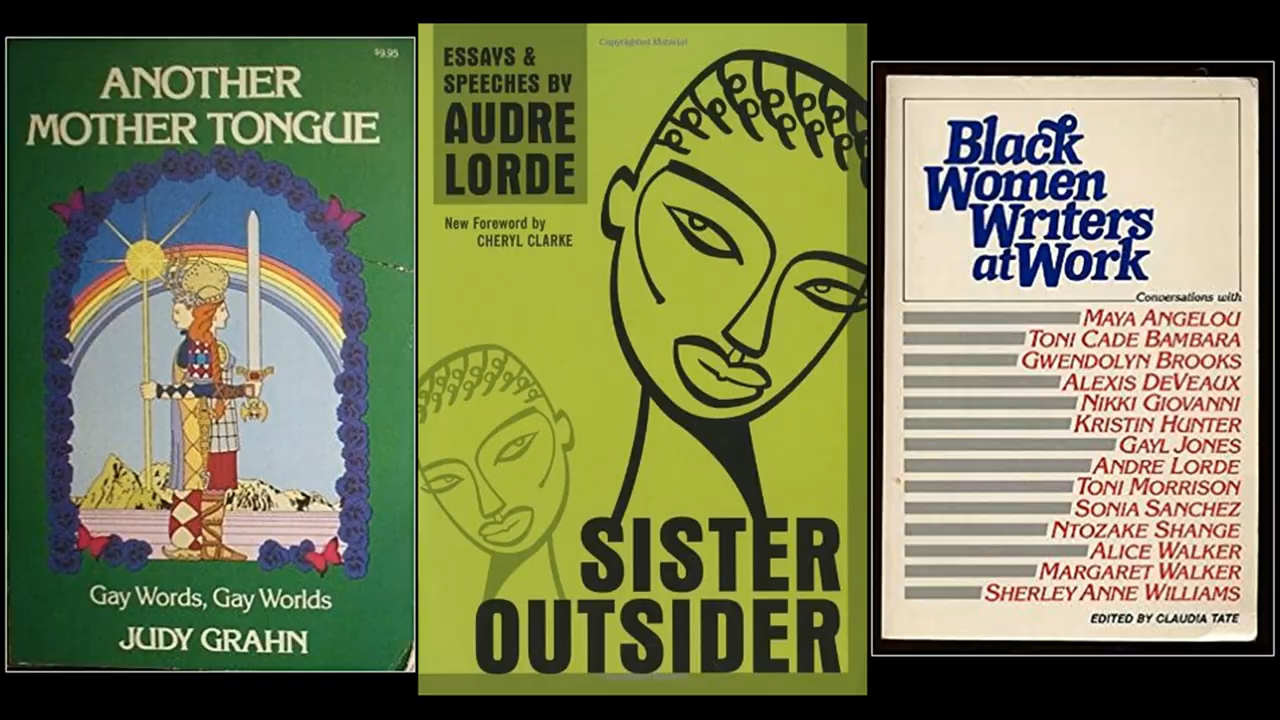 $9.95
ANOTHER
MOTHER TONGUE
Gay Words, Gay Worlds
JUDY GRAHN
Copyrighted Material
ESSAYS &
SPEECHES BY
AUDRE
LORDE
New Foreword by
CHERYL CLARKE
SISTER
OUTSIDER
Black
Women
Writers
at Work
Conversations with
MAYA ANGELOU
TONI CADE BAMBARA
GWENDOLYN BROOKS
ALEXIS DEVEAUX
NIKKI GIOVANNI
KRISTIN HUNTER
GAYL JONES
ANDRE LORDE
TONI MORRISON
SONIA SANCHEZ
NTOZAKE SHANGE
ALICE WALKER
MARGARET WALKER
SHERLEY ANNE WILLIAMS
EDITED BY CLAUDIA TATE